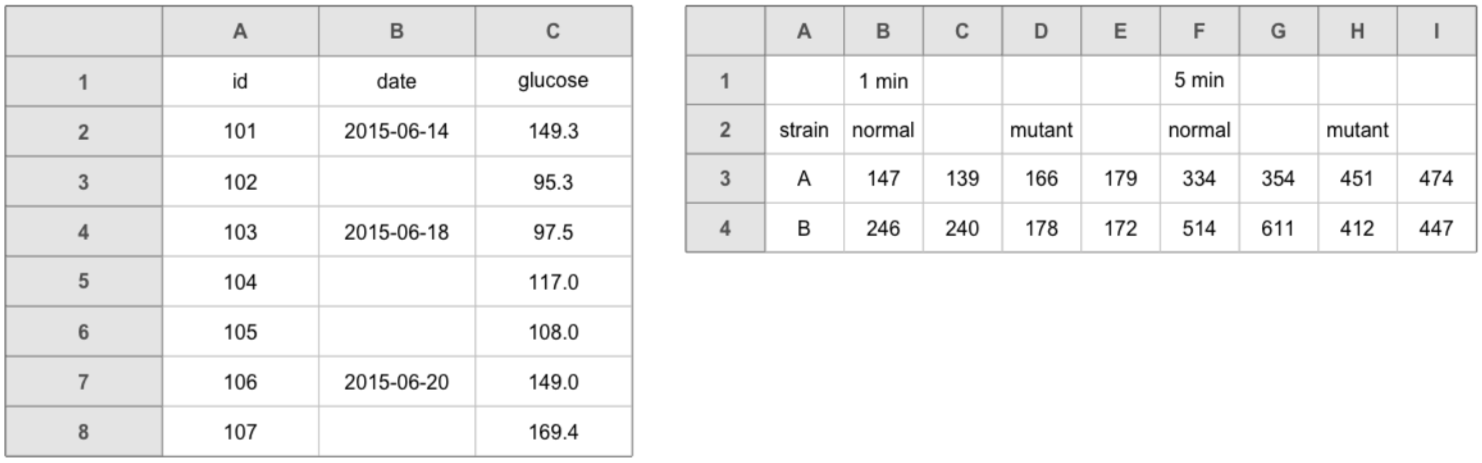 A B C
1 id date glucose
2 101 2015-06-14 149.3
3 102 95.3
4 103 2015-06-18 97.5
5 104 117.0
6 105 108.0
7 106 2015-06-20 149.0
8 107 169.4
A B C D E F G H I
1 1 min 5 min
2 strain normal mutant normal mutant
3 A 147 139 166 179 334 354 451 474
4 B 246 240 178 172 514 611 412 447